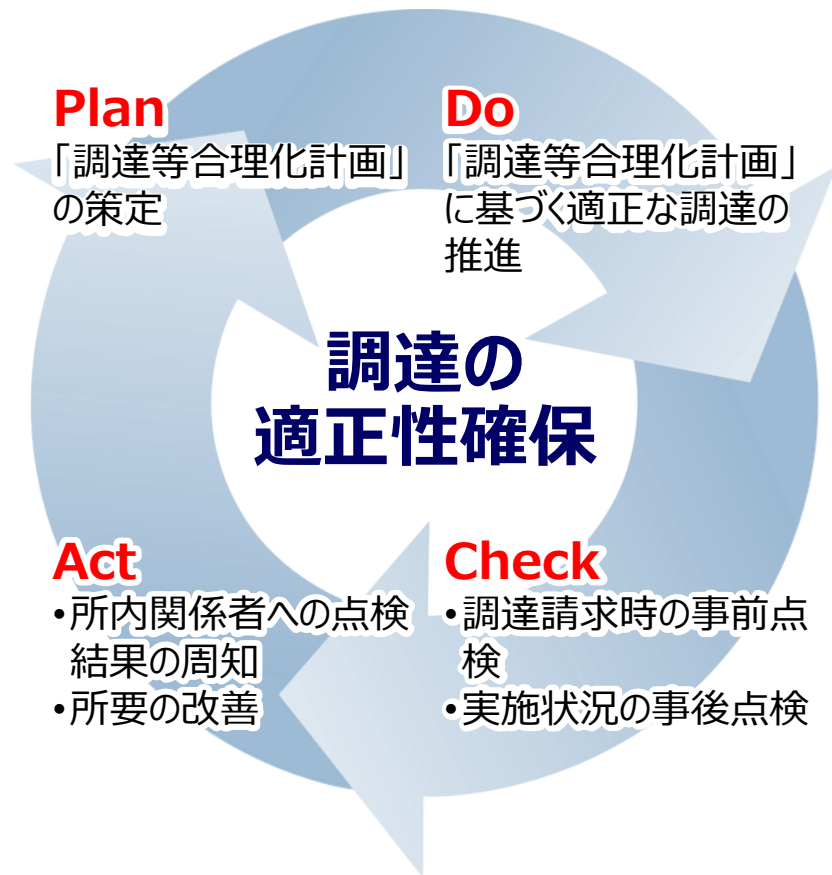 Plan
「調達等合理化計画」
の策定
Do
「調達等合理化計画」
に基づく適正な調達の
推進
調達の
適正性確保
Act
•所内関係者への点検
結果の周知
•所要の改善
Check
•調達請求時の事前点
検
•実施状況の事後点検